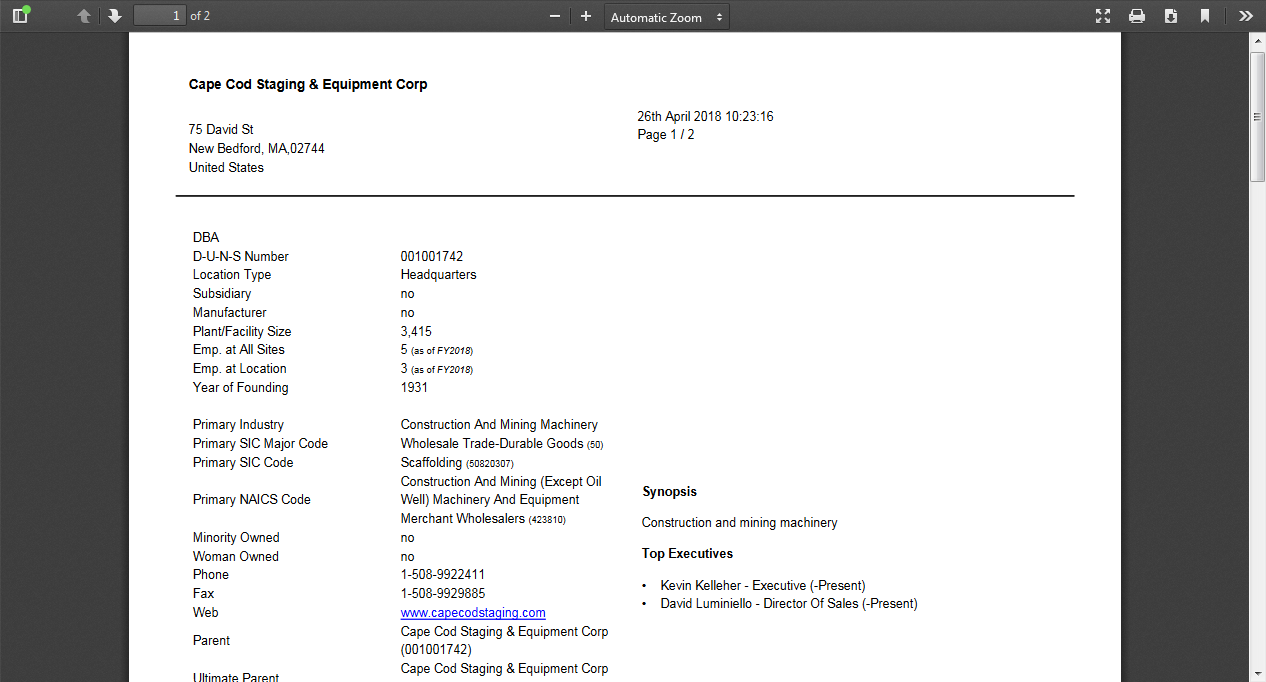 1 of 2
Automatic Zoom
Cape Cod Staging & Equipment Corp
75 David St
New Bedford, MA,02744
United States
26th April 2018 10:23:16
Page 1 / 2
DBA
D-U-N-S Number 001001742
Location Type Headquarters
Subsidiary no
Manufacturer no
Plant/Facility Size 3,415
Emp. at All Sites 5 (as of FY2018)
Emp. at Location 3 (as of FY2018)
Year of Founding 1931
Primary Industry Construction And Mining Machinery
Primary SIC Major Code Wholesale Trade-Durable Goods (50)
Primary SIC Code Scaffolding (50820307)
Primary NAICS Code Construction And Mining (Except Oil
Well) Machinery And Equipment
Merchant Wholesalers (423810)
Minority Owned no
Woman Owned no
Phone 1-508-9922411
Fax 1-508-9929885
Web www.capecodstaging.com
Parent Cape Cod Staging & Equipment Corp
(001001742)
Ultimate Parent Cape Cod Staging & Equipment Corp
Synopsis
Construction and mining machinery
Top Executives
• Kevin Kelleher - Executive (-Present)
• David Luminiello - Director Of Sales (-Present)